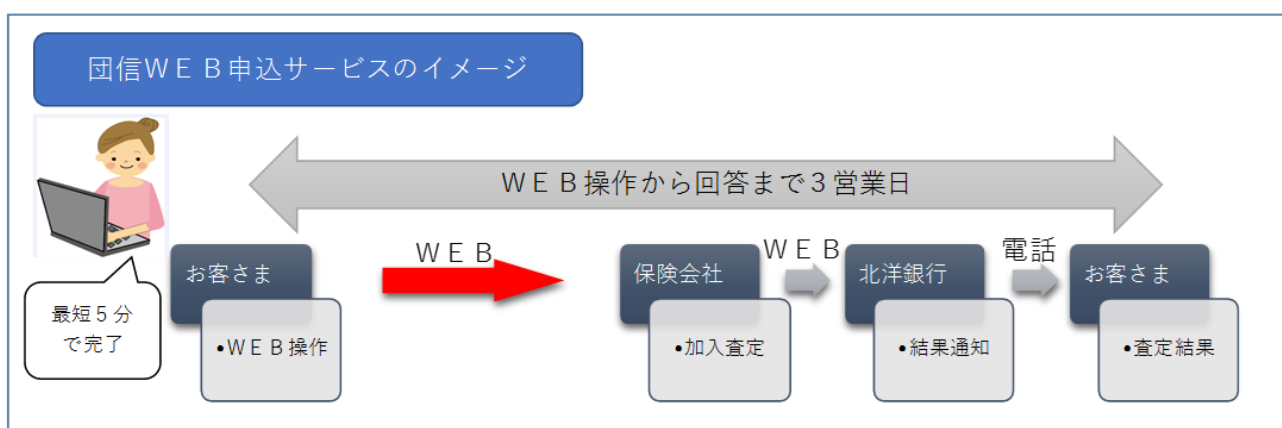 団信ＷＥＢ申込サービスのイメージ
ＷＥＢ操作から回答まで３営業日
最短５分
で完了
お客さま
•ＷＥＢ操作
ＷＥＢ
保険会社
•加入査定
ＷＥＢ
北洋銀行
•結果通知
電話
お客さま
•査定結果